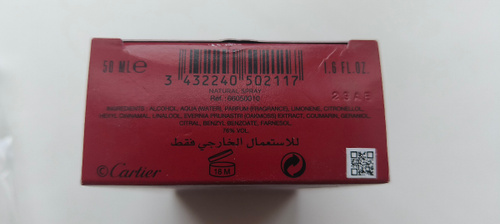 50 ML℮
1.6 FL.OZ
3 432240 502117
NATURAL SPRAY
INGREDIENTS: ALCOHOL, AQUA (WATER), PARFUM (FRAGRANCE), LIMONENE, CITRONELLOL,
LINALOOL, EVERNIA PRUNASTRI (OAKMOSS) EXTRACT, COUMARIN, GERANIOL,
CITRAL, BENZYL BENZOATE, FARNESOL.
% VOL.
للاستعمال الخارجي فقط
18 M
©Cartier